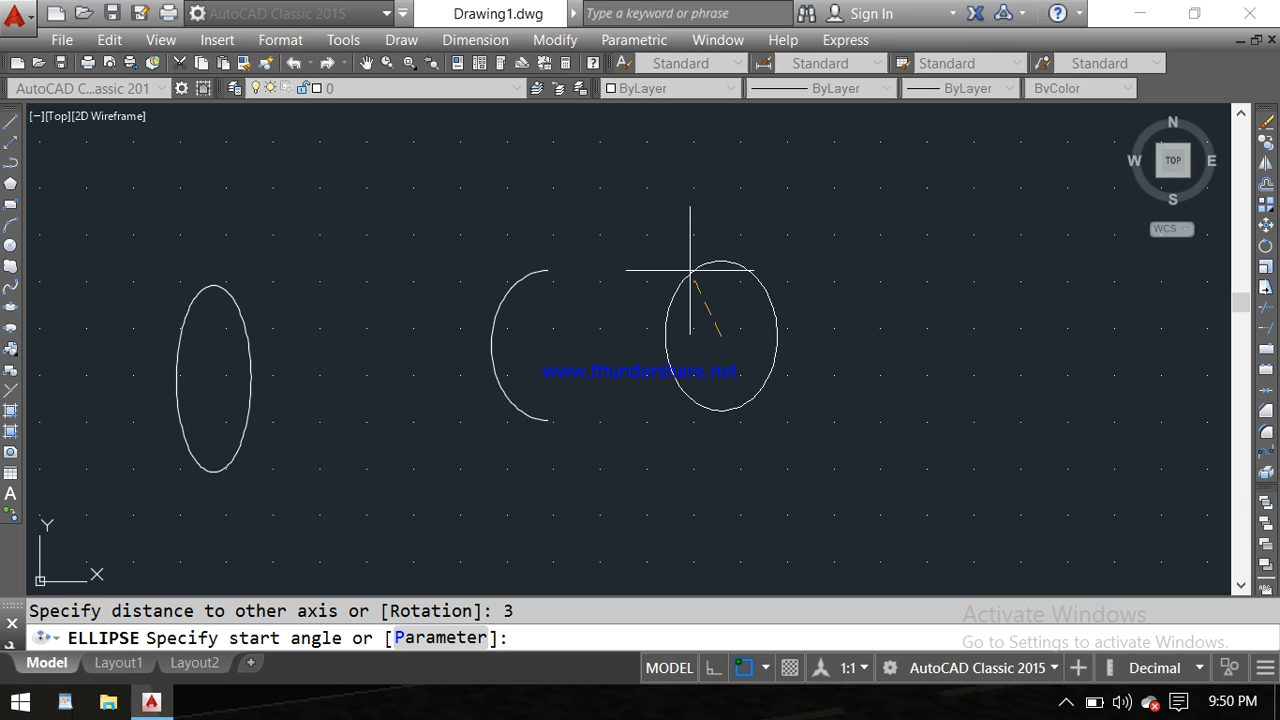 AutoCAD Classic 2015
Drawing1.dwg
Type a keyword or phrase
Sign In
File Edit View Insert Format Tools Draw Dimension Modify Parametric Window Help Express
Standard Standard Standard Standard
AutoCAD C...assic 201 0 ByLayer ByLayer ByLayer ByColor
[−][Top][2D Wireframe]
N
W TOP E
S
WCS
www.thundershare.net
Y
X
Specify distance to other axis or [Rotation]: 3
ELLIPSE Specify start angle or [Parameter]:
Activate Windows
Go to Settings to activate Windows.
Model Layout1 Layout2
MODEL 1:1 AutoCAD Classic 2015 Decimal
9:50 PM